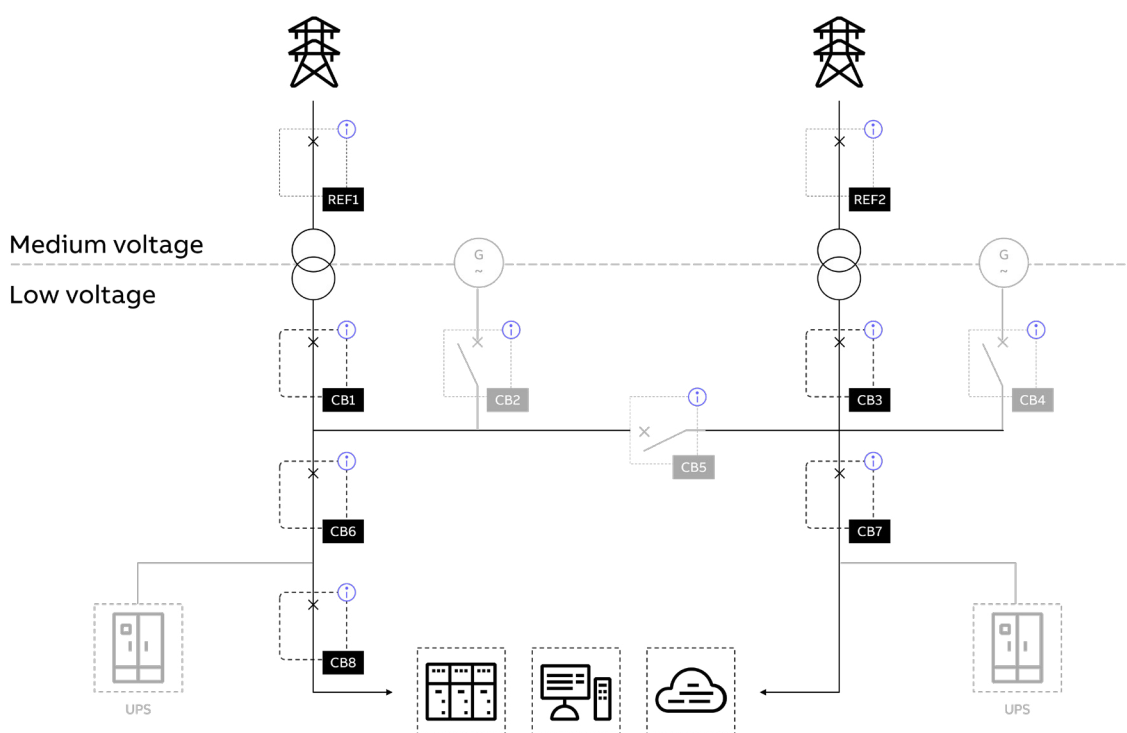 REF1
REF2
Medium voltage
G
~
G
~
Low voltage
CB1
CB2
CB3
CB4
CB5
CB6
CB7
CB8
UPS
UPS